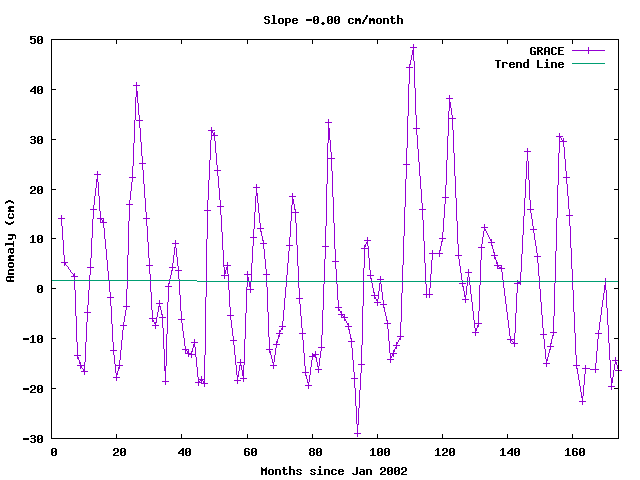 Slope -0.00 cm/month
50
GRACE
Trend Line
40
30
20
10
0
-10
-20
-30
Anomaly (cm)
0 20 40 60 80 100 120 140 160
Months since Jan 2002